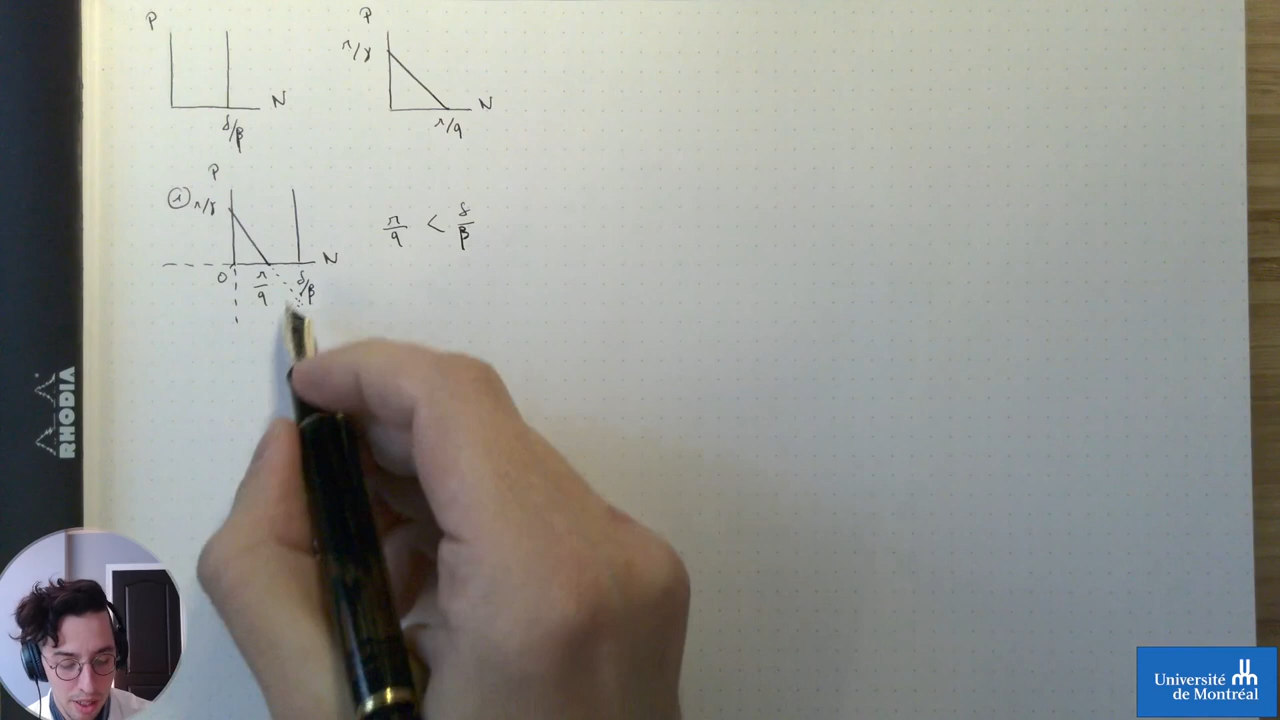 P
N
δ/β
P
r/γ
N
r/q
P
① r/γ
N
0
r/q
δ/β
r/q < δ/β
RHODIA
Université
de Montréal